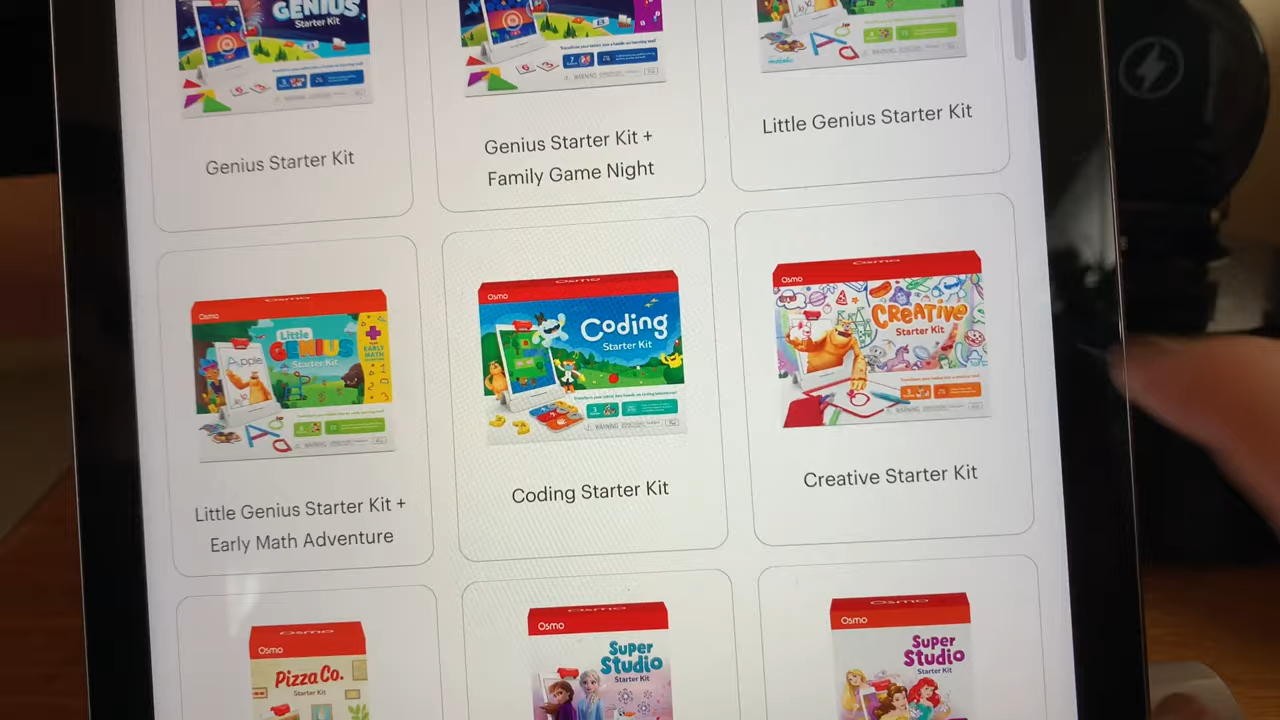 GENIUS
Starter Kit
Genius Starter Kit
Genius Starter Kit +
Family Game Night
Little Genius Starter Kit
Osmo
Little
GENIUS
Starter Kit
EARLY
MATH
Apple
Little Genius Starter Kit +
Early Math Adventure
Osmo
Coding
Starter Kit
WARNING
Coding Starter Kit
Osmo
CREATIVE
Starter Kit
Creative Starter Kit
Osmo
Pizza Co.
Starter Kit
Osmo
Super
Studio
Starter Kit
Osmo
Super
Studio
Starter Kit